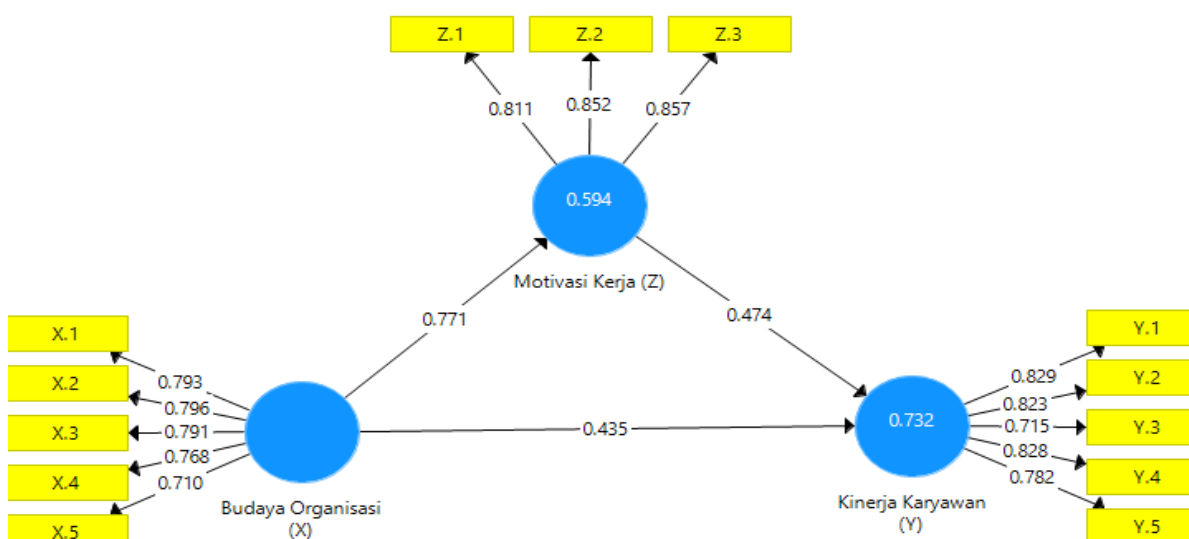 Z.1
Z.2
Z.3
0.811
0.852
0.857
0.594
Motivasi Kerja (Z)
0.771
0.474
X.1
X.2
X.3
X.4
X.5
0.793
0.796
0.791
0.768
0.710
Budaya Organisasi
(X)
0.435
0.732
Kinerja Karyawan
(Y)
0.829
0.823
0.715
0.828
0.782
Y.1
Y.2
Y.3
Y.4
Y.5